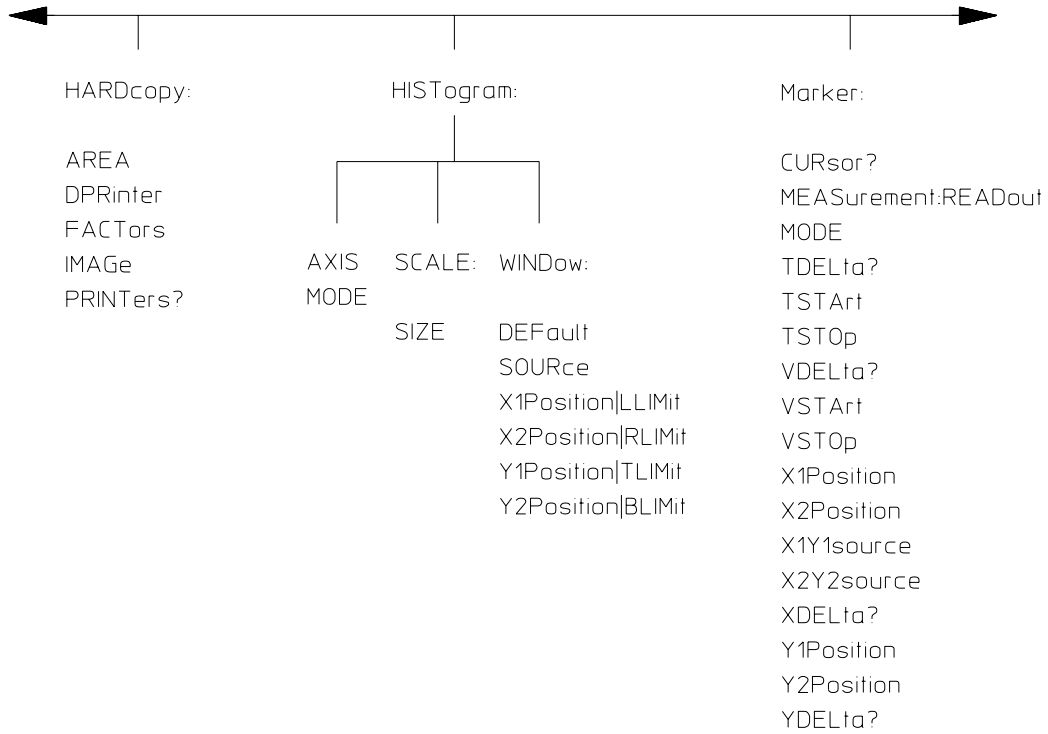 HARDcopy:
AREA
DPRinter
FACTors
IMAGe
PRINTers?
HISTogram:
AXIS
MODE
SCALE:
SIZE
WINDow:
DEFault
SOURce
X1Position|LLIMit
X2Position|RLIMit
Y1Position|TLIMit
Y2Position|BLIMit
Marker:
CURsor?
MEASurement:READout
MODE
TDELta?
TSTArt
TSTOp
VDELta?
VSTArt
VSTOp
X1Position
X2Position
X1Y1source
X2Y2source
XDELta?
Y1Position
Y2Position
YDELta?